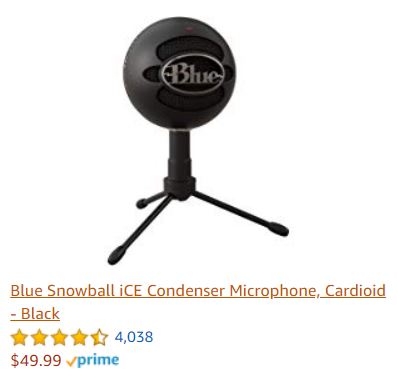 Blue
Blue Snowball iCE Condenser Microphone, Cardioid
- Black
4,038
$49.99 prime